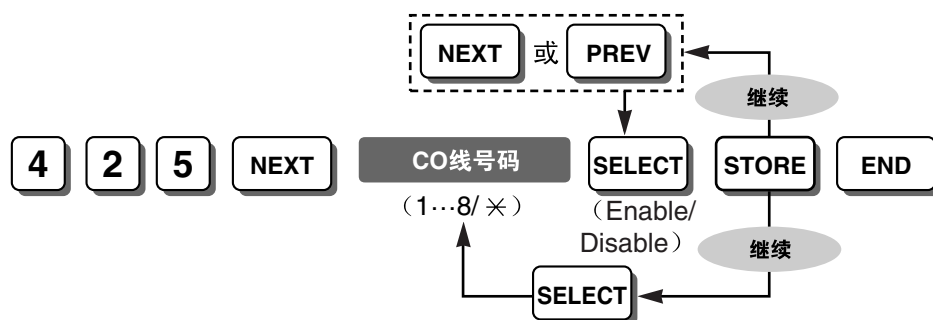 NEXT 或 PREV
继续
4 2 5 NEXT CO线号码 SELECT STORE END
（1…8/ ✳）
（Enable/
Disable）
继续
SELECT